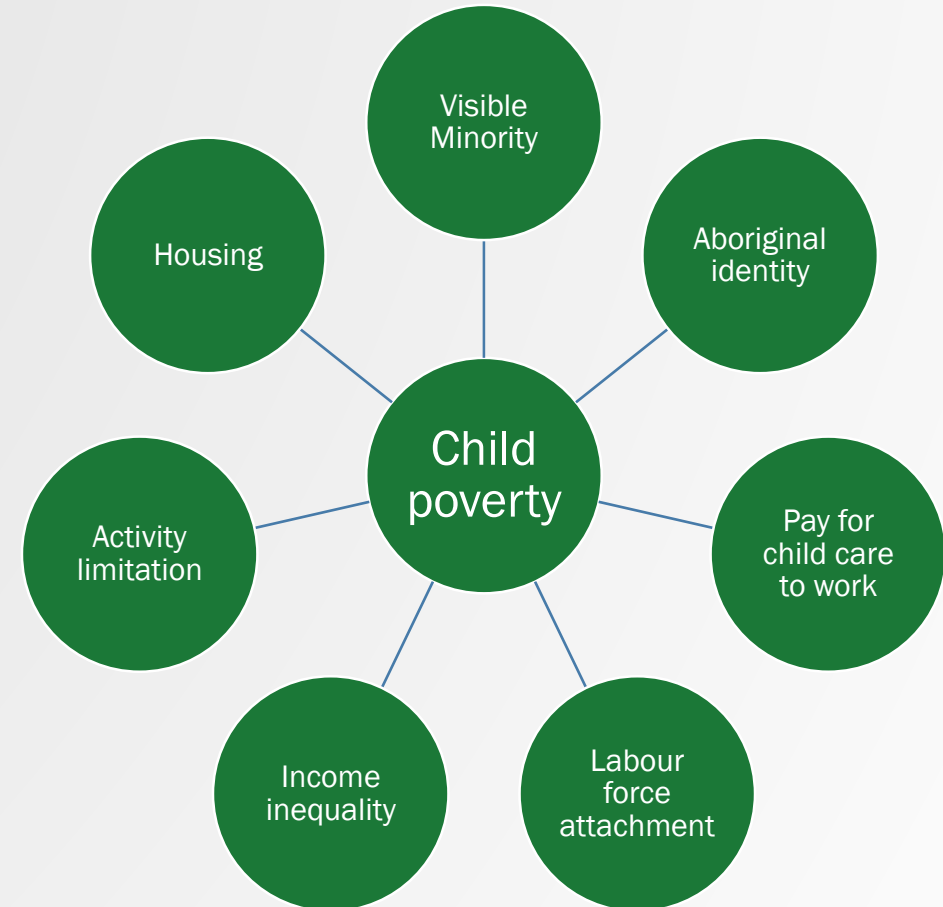 Visible
Minority
Aboriginal
identity
Pay for
child care
to work
Labour
force
attachment
Income
inequality
Activity
limitation
Housing
Child
poverty